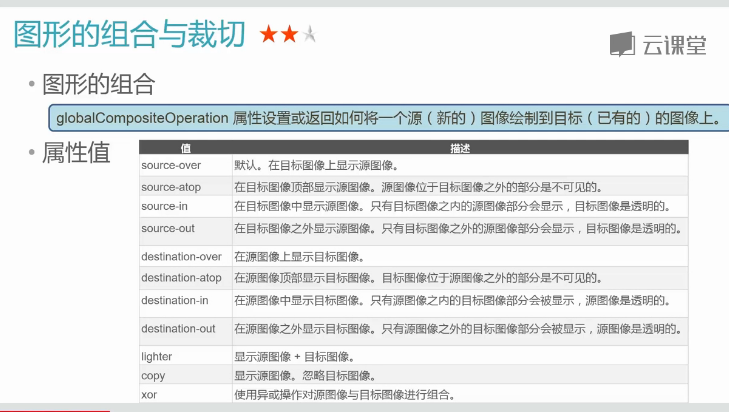 图形的组合与裁切
云课堂
• 图形的组合
globalCompositeOperation 属性设置或返回如何将一个源（新的）图像绘制到目标（已有的）的图像上。
• 属性值
值 描述
source-over 默认。在目标图像上显示源图像。
source-atop 在目标图像顶部显示源图像。源图像位于目标图像之外的部分是不可见的。
source-in 在目标图像中显示源图像。只有目标图像之内的源图像部分会显示，目标图像是透明的。
source-out 在目标图像之外显示源图像。只有目标图像之外的源图像部分会显示，目标图像是透明的。
destination-over 在源图像上显示目标图像。
destination-atop 在源图像顶部显示目标图像。目标图像位于源图像之外的部分是不可见的。
destination-in 在源图像中显示目标图像。只有源图像之内的目标图像部分会被显示，源图像是透明的。
destination-out 在源图像之外显示目标图像。只有源图像之外的目标图像部分会被显示，源图像是透明的。
lighter 显示源图像 + 目标图像。
copy 显示源图像。忽略目标图像。
xor 使用异或操作对源图像与目标图像进行组合。